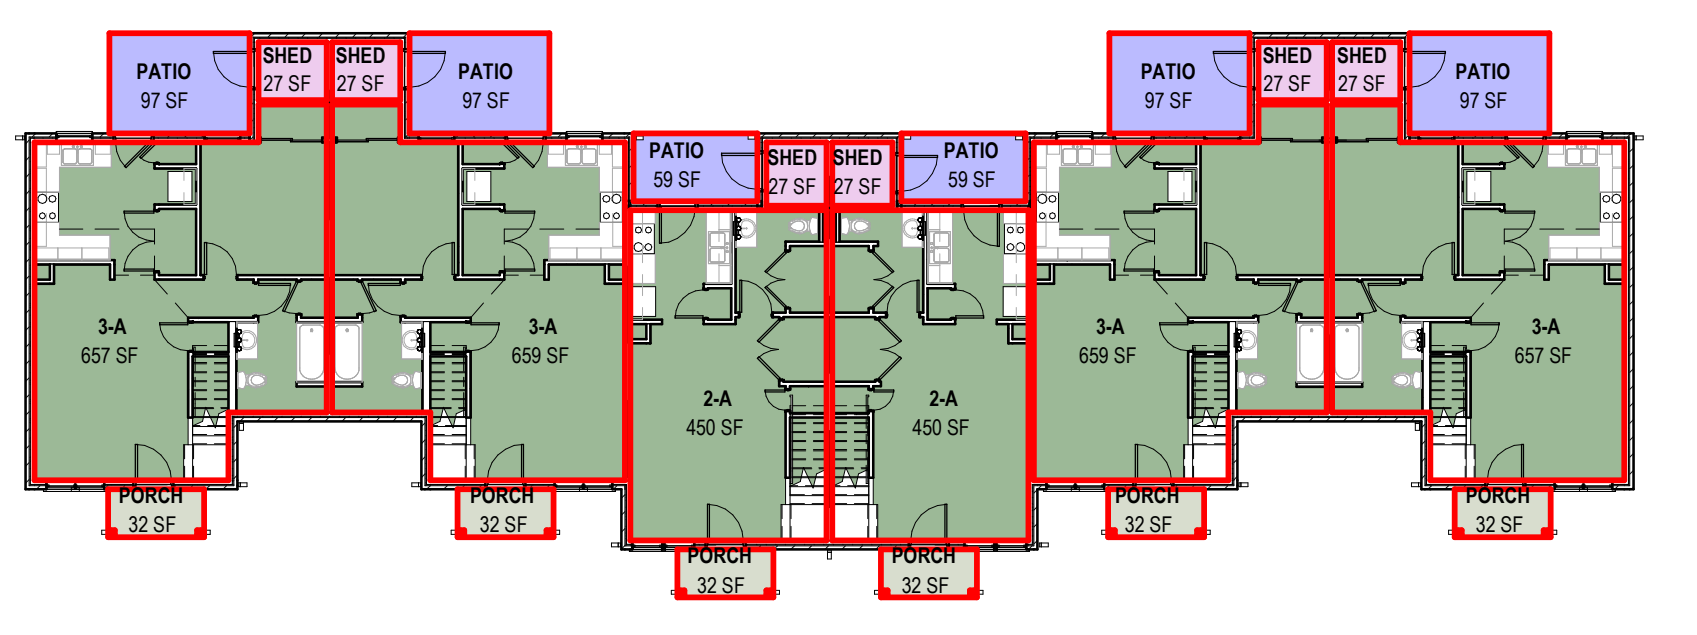 PATIO
97 SF
SHED
27 SF
SHED
27 SF
PATIO
97 SF
PATIO
59 SF
SHED
27 SF
SHED
27 SF
PATIO
59 SF
PATIO
97 SF
SHED
27 SF
SHED
27 SF
PATIO
97 SF
3-A
657 SF
3-A
659 SF
2-A
450 SF
2-A
450 SF
3-A
659 SF
3-A
657 SF
PORCH
32 SF
PORCH
32 SF
PORCH
32 SF
PORCH
32 SF
PORCH
32 SF
PORCH
32 SF